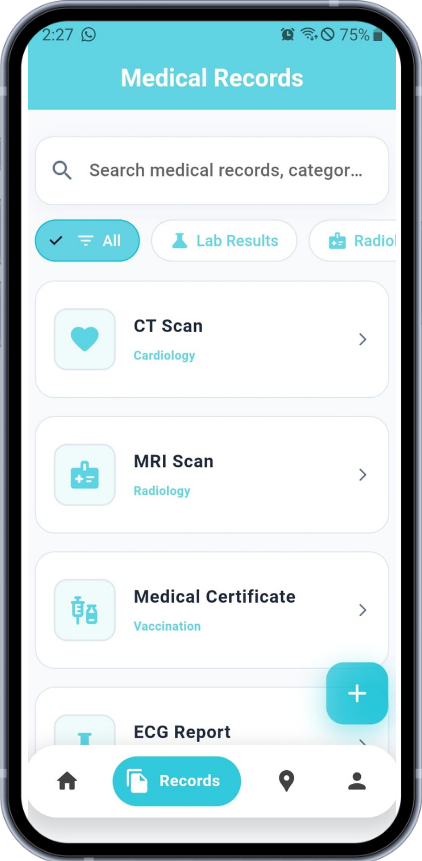 2:27 75%
Medical Records
Search medical records, categor...
All Lab Results Radiol
CT Scan
Cardiology
MRI Scan
Radiology
Medical Certificate
Vaccination
ECG Report
Records